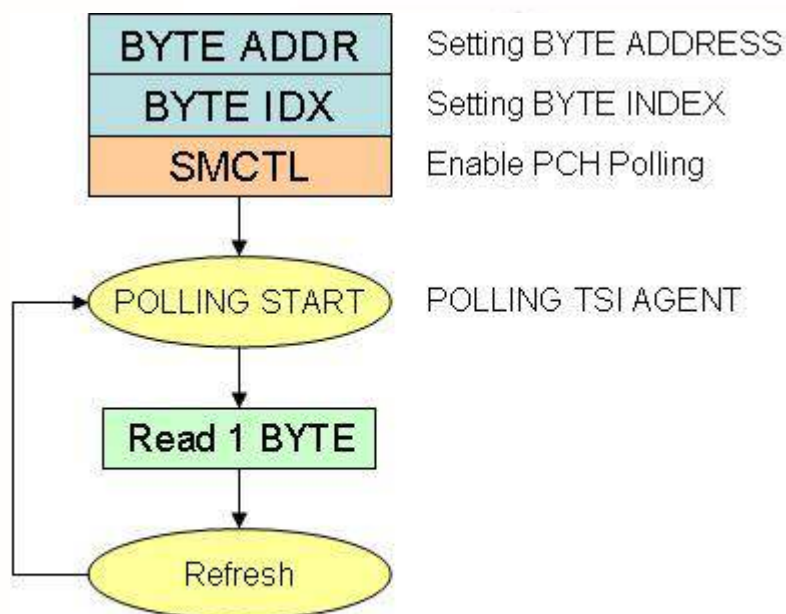 BYTE ADDR Setting BYTE ADDRESS
BYTE IDX Setting BYTE INDEX
SMCTL Enable PCH Polling
POLLING START POLLING TSI AGENT
Read 1 BYTE
Refresh